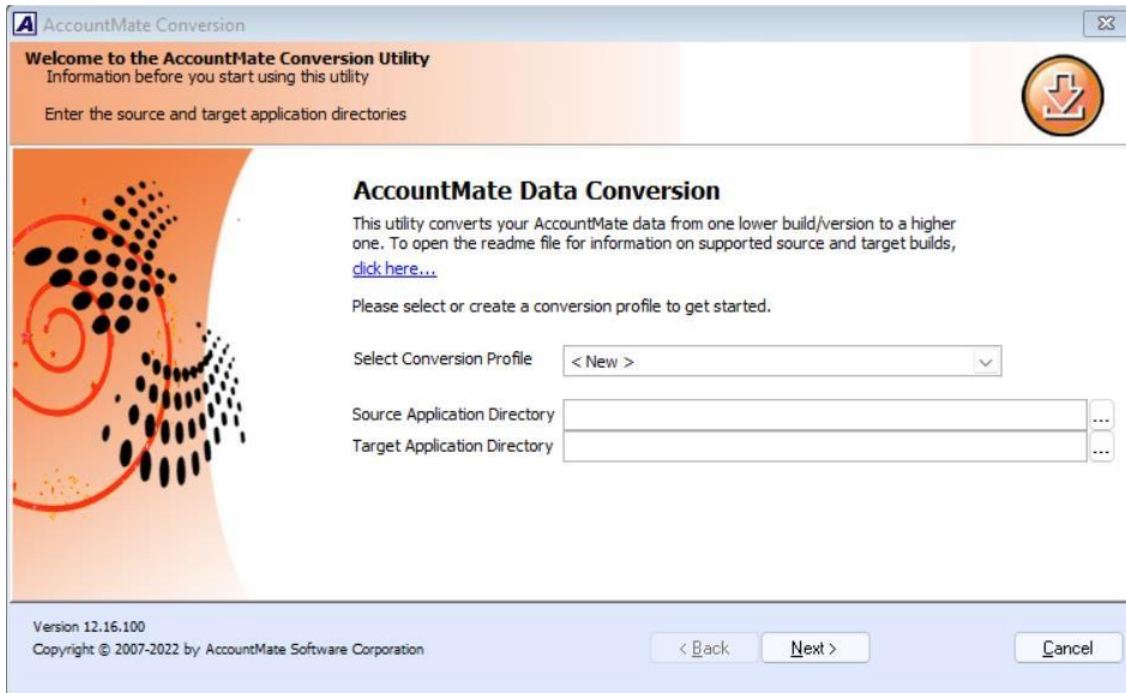 AccountMate Conversion
Welcome to the AccountMate Conversion Utility
Information before you start using this utility
Enter the source and target application directories
AccountMate Data Conversion
This utility converts your AccountMate data from one lower build/version to a higher
one. To open the readme file for information on supported source and target builds,
click here...
Please select or create a conversion profile to get started.
Select Conversion Profile < New >
Source Application Directory ...
Target Application Directory ...
Version 12.16.100
Copyright © 2007-2022 by AccountMate Software Corporation
< Back Next > Cancel